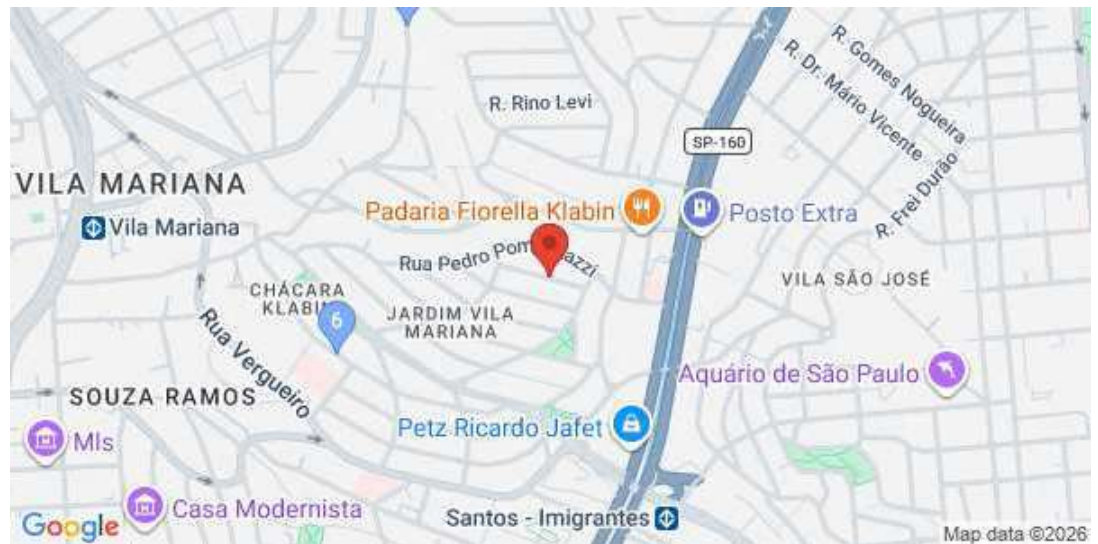 R. Gomes Nogueira
R. Dr. Mário Vicente
R. Rino Levi
SP-160
R. Frei Durão
VILA MARIANA
Vila Mariana
Padaria Fiorella Klabin
Posto Extra
Rua Pedro Pom
azzi
CHÁCARA
KLABI
6
JARDIM VILA
MARIANA
VILA SÃO JOSÉ
Rua Vergueiro
Aquário de São Paulo
SOUZA RAMOS
MIs
Petz Ricardo Jafet
Casa Modernista
Santos - Imigrantes
Google
Map data ©2026